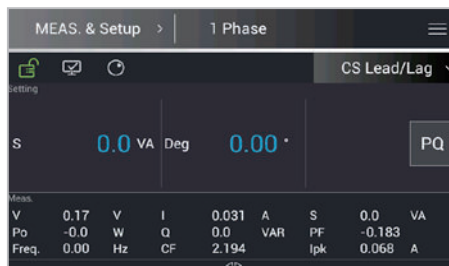 MEAS. & Setup > 1 Phase
CS Lead/Lag
Setting
S 0.0 VA Deg 0.00 °
PQ
Meas.
V 0.17 V I 0.031 A S 0.0 VA
Po -0.0 W Q 0.0 VAR PF -0.183
Freq. 0.00 Hz CF 2.194 Ipk 0.068 A